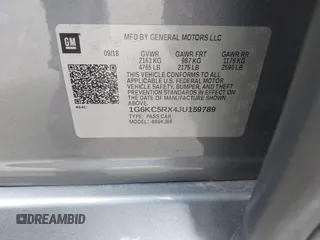 GM
MFD BY GENERAL MOTORS LLC
09/18 GVWR GAWR FRT GAWR RR
2161 KG 987 KG 1175 KG
4765 LB 2175 LB 2590 LB
THIS VEHICLE CONFORMS TO ALL APPLICABLE U.S.
FEDERAL MOTOR VEHICLE SAFETY, BUMPER, AND THEFT
PREVENTION STANDARDS IN EFFECT ON THE DATE OF
MANUFACTURE SHOWN ABOVE.
1G6KC5RX4JU159789
TYPE: PASS CAR
MODEL:
DREAMBID